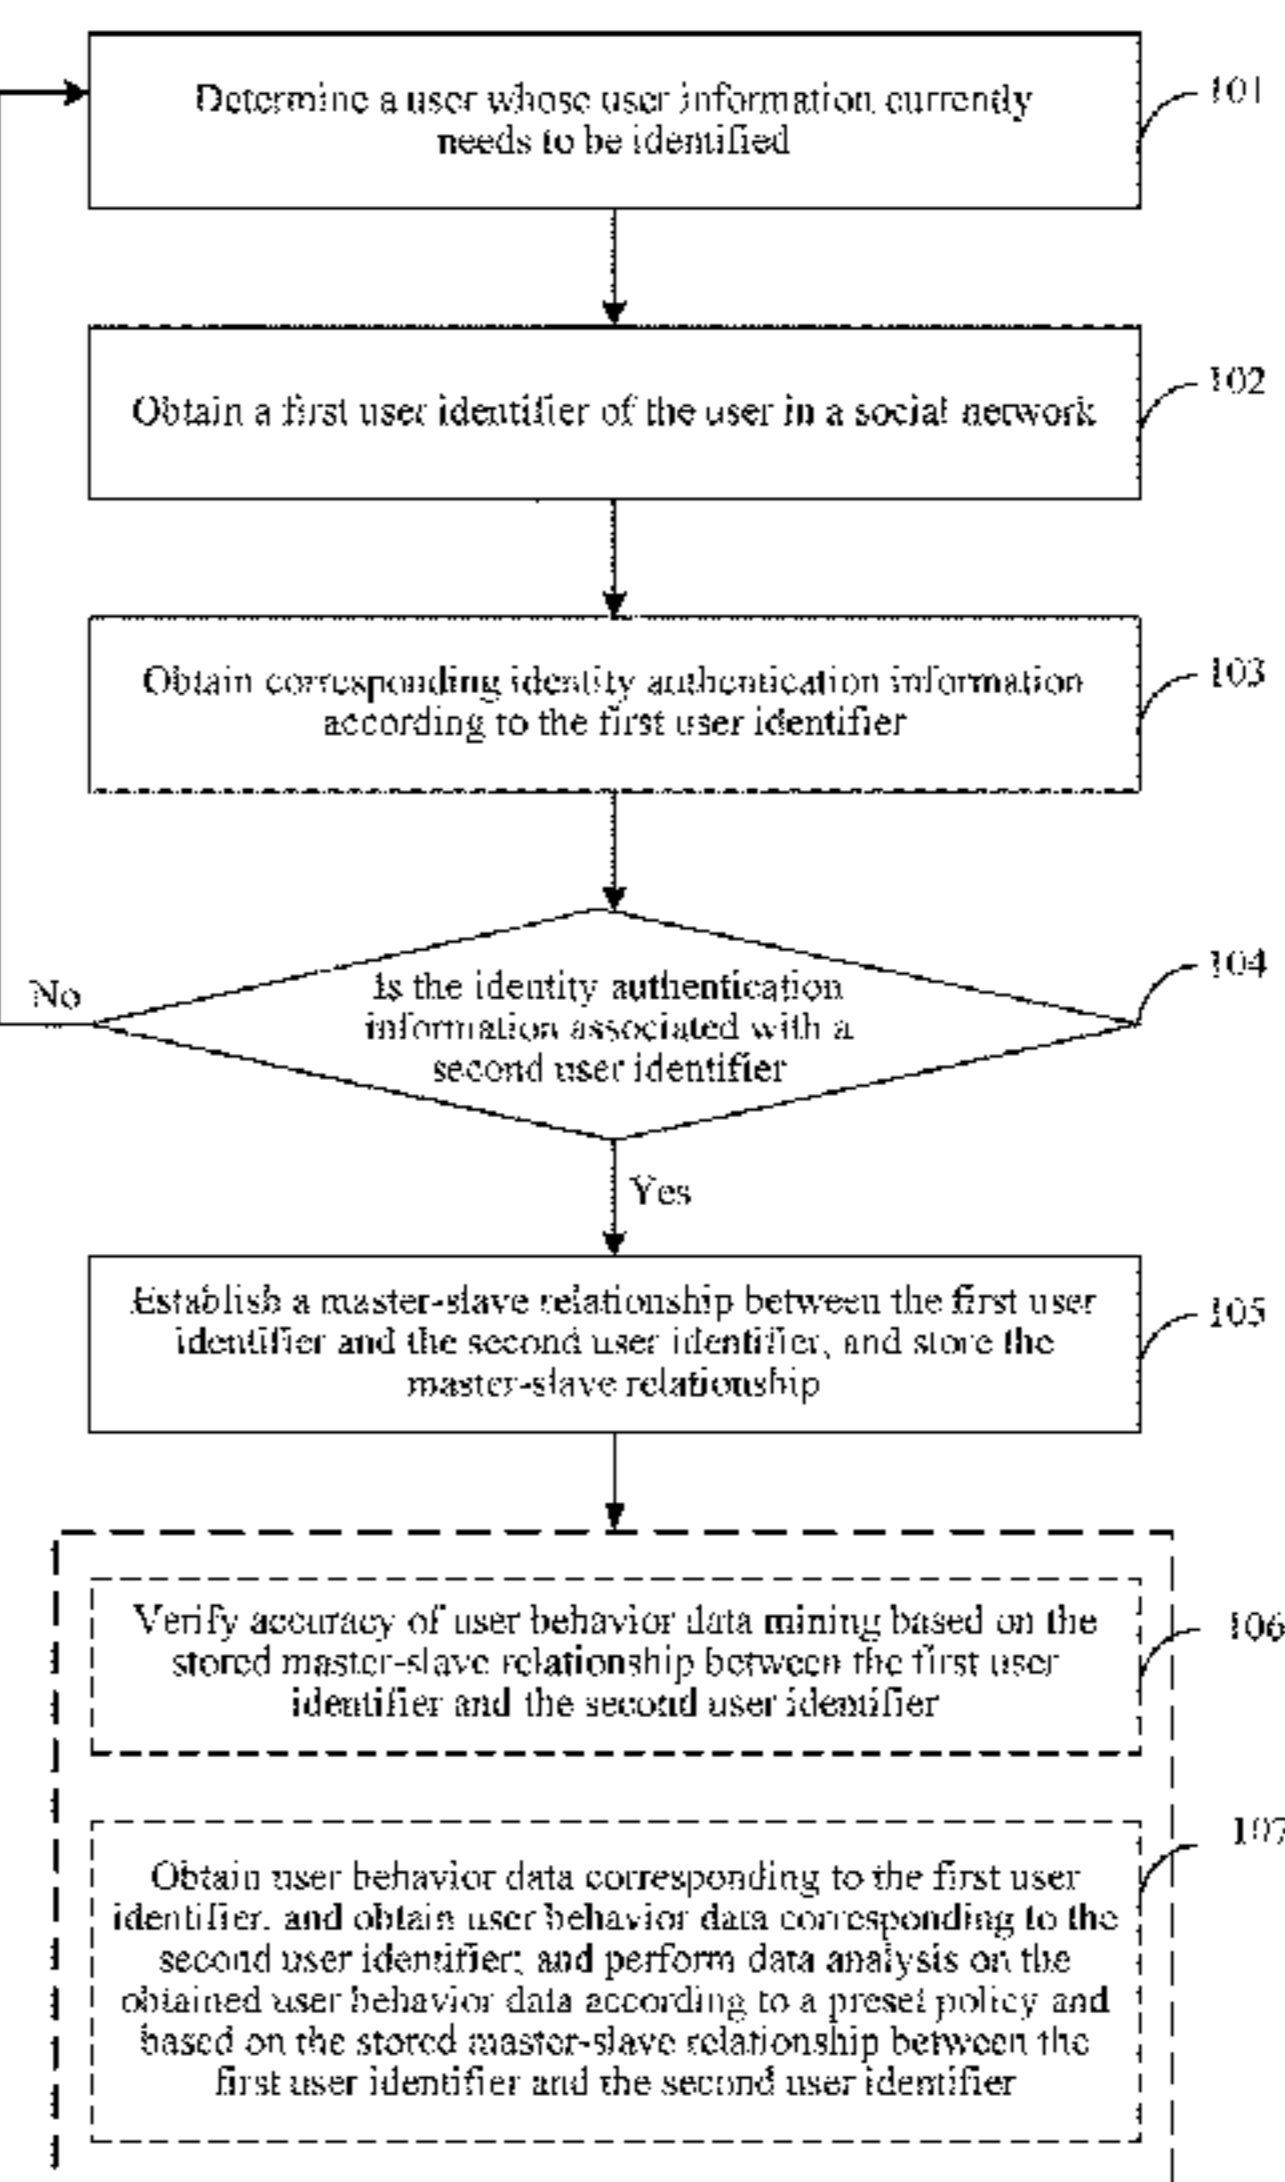 Determine a user whose user information currently
needs to be identified
101
Obtain a first user identifier of the user in a social network
102
Obtain corresponding identity authentication information
according to the first user identifier
103
Is the identity authentication
information associated with a
second user identifier
104
No
Yes
Establish a master-slave relationship between the first user
identifier and the second user identifier, and store the
master-slave relationship
105
Verify accuracy of user behavior data mining based on the
stored master-slave relationship between the first user
identifier and the second user identifier
106
Obtain user behavior data corresponding to the first user
identifier, and obtain user behavior data corresponding to the
second user identifier; and perform data analysis on the
obtained user behavior data according to a preset policy and
based on the stored master-slave relationship between the
first user identifier and the second user identifier
107